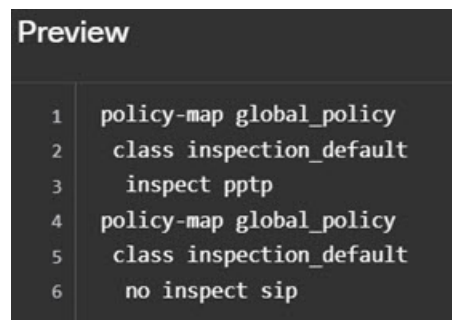 Preview
1 policy-map global_policy
2 class inspection_default
3 inspect pptp
4 policy-map global_policy
5 class inspection_default
6 no inspect sip